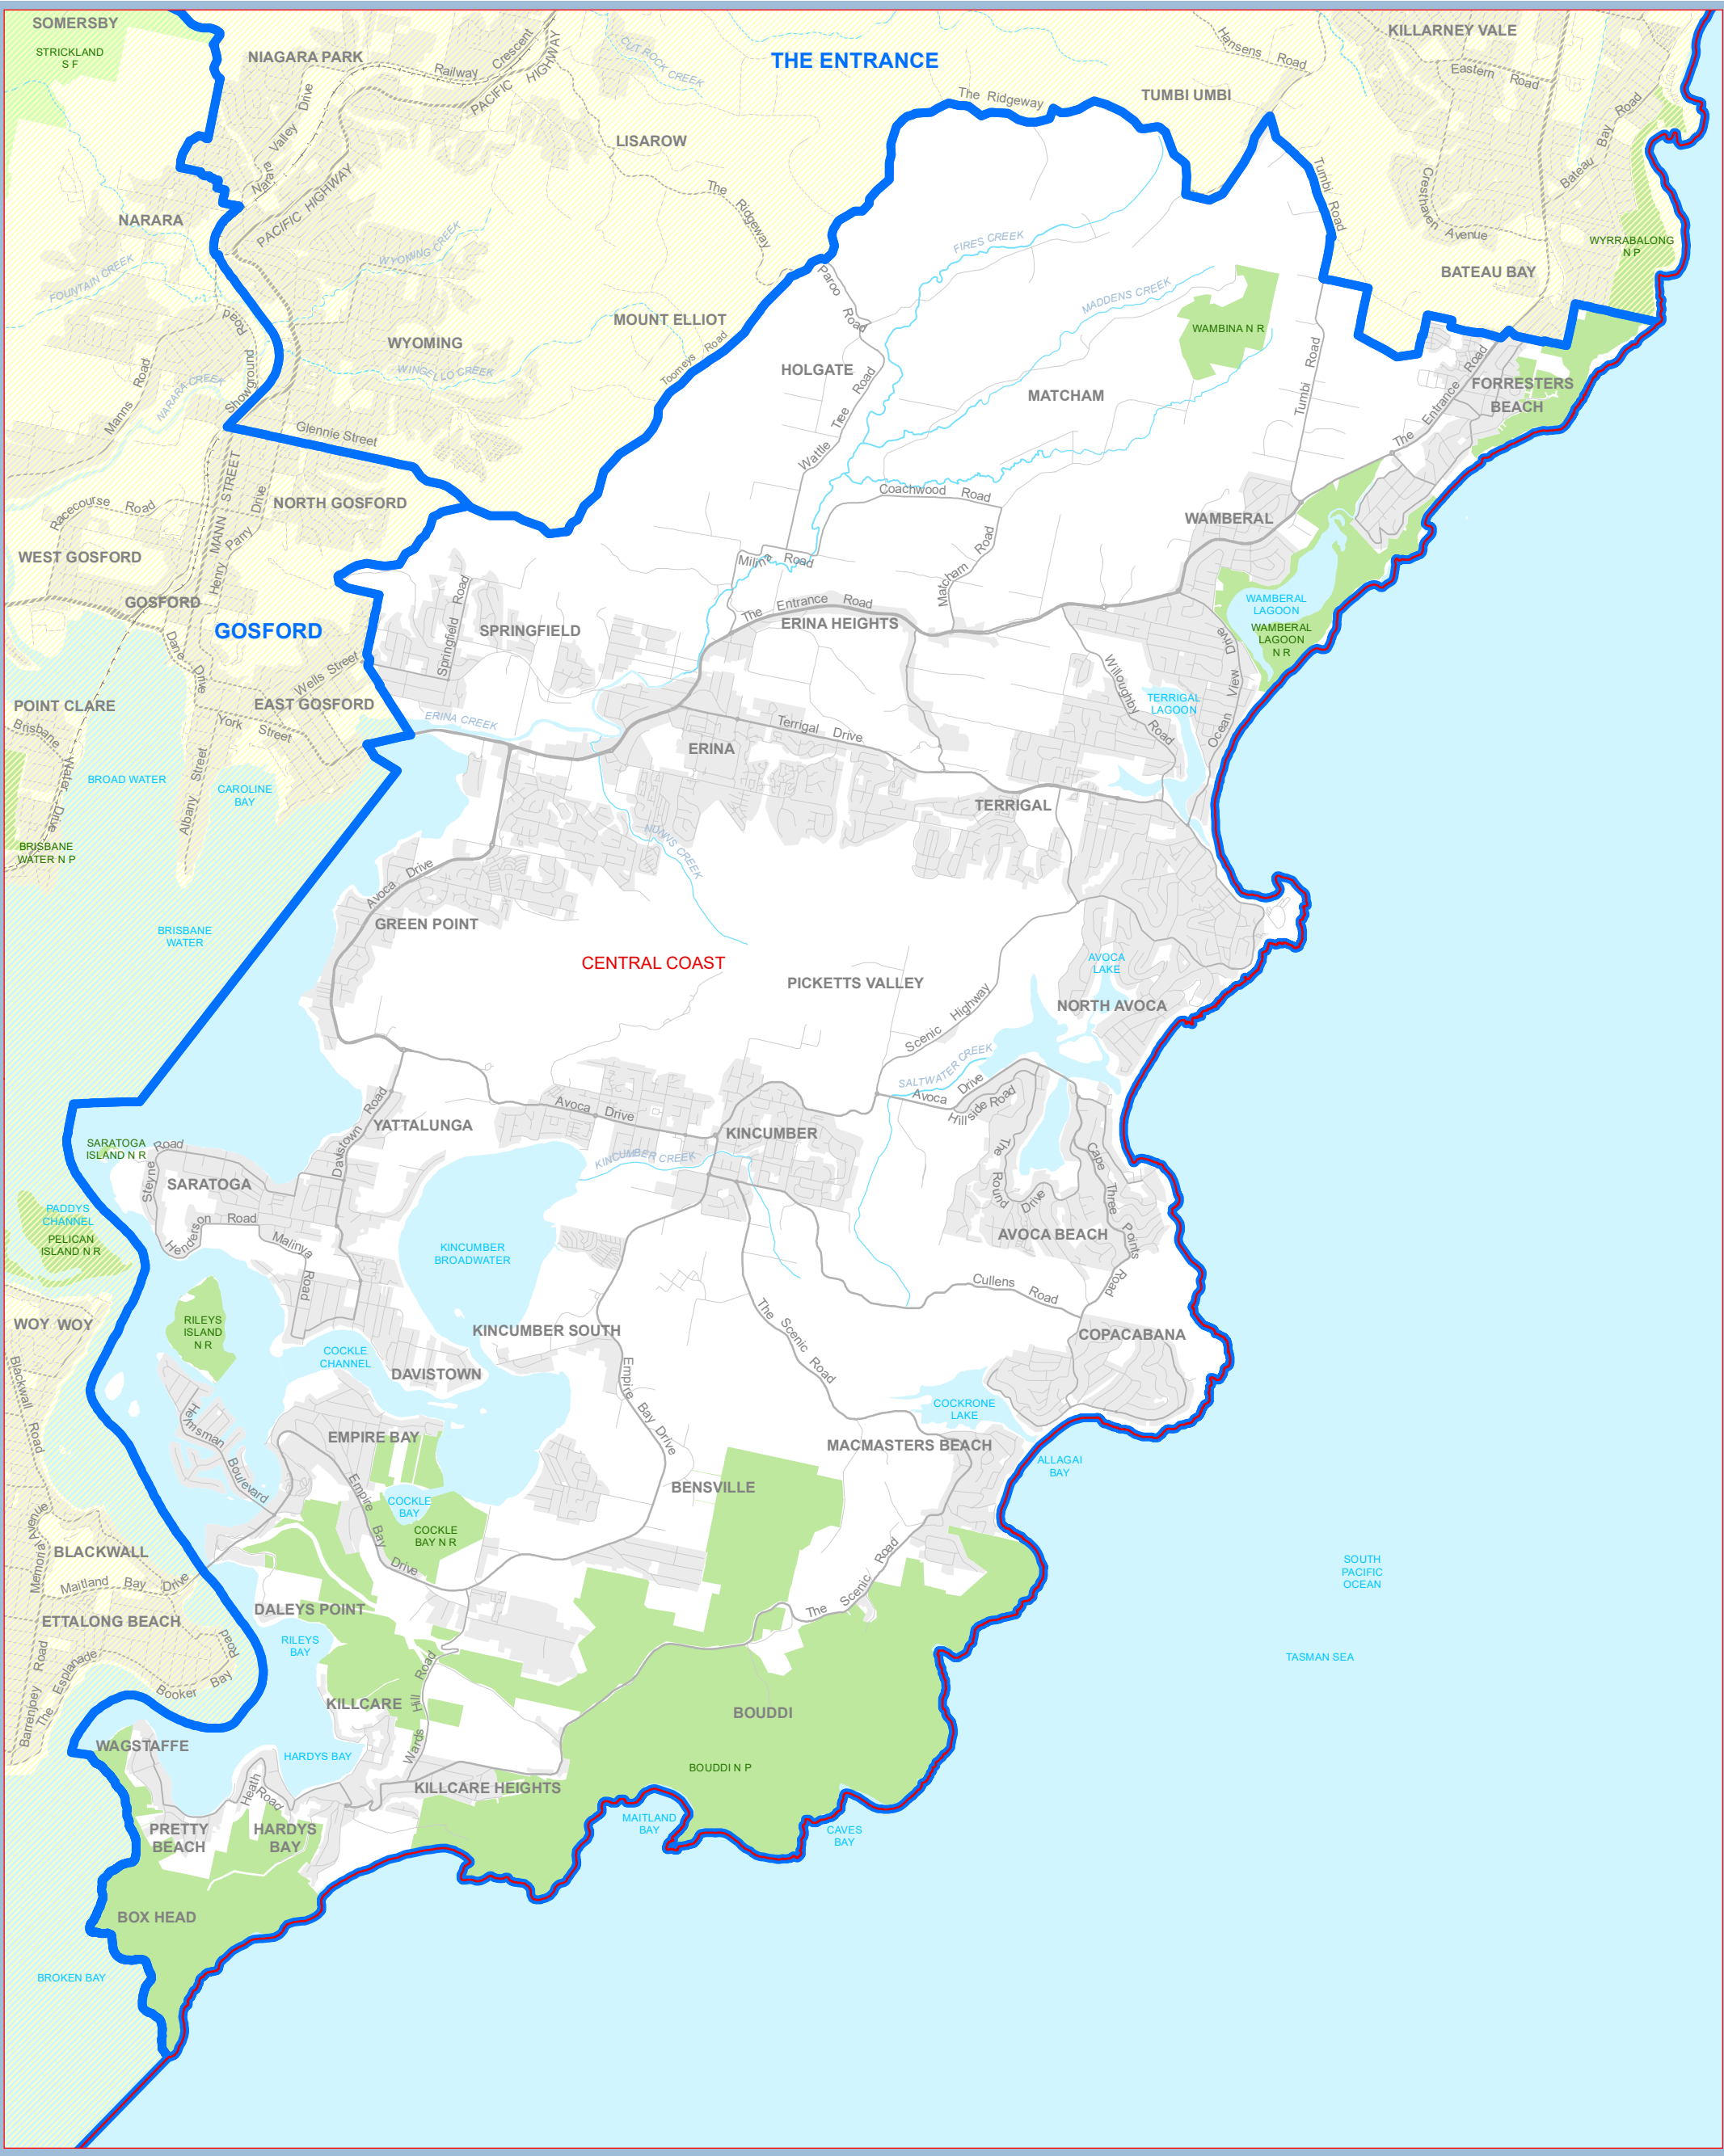 SOMERSBY
STRICKLAND
S F
NIAGARA PARK
Railway Crescent
PACIFIC HIGHWAY
CUT ROCK CREEK
THE ENTRANCE
Hansens Road
KILLARNEY VALE
Eastern Road
The Ridgeway
TUMBI UMBI
Bateau Bay Road
Narara Valley Drive
LISAROW
The Ridgeway
Tumbi Road
Cresthaven Avenue
NARARA
PACIFIC HIGHWAY
WYOMING CREEK
FOUNTAIN CREEK
FIRES CREEK
WYRRABALONG
N P
BATEAU BAY
Paroo Road
MADDENS CREEK
MOUNT ELLIOT
WAMBINA N R
WYOMING
WINGELLO CREEK
Toomeys Road
Manns Road
NARARA CREEK
Showground Road
HOLGATE
MATCHAM
Tumbi Road
FORRESTERS
BEACH
The Entrance Road
Glennie Street
Wattle Tree Road
MANN STREET
Racecourse Road
Henry Parry Drive
NORTH GOSFORD
Coachwood Road
WAMBERAL
WEST GOSFORD
Milina Road
Matcham Road
GOSFORD
GOSFORD
Springfield Road
SPRINGFIELD
The Entrance Road
ERINA HEIGHTS
WAMBERAL
LAGOON
WAMBERAL
LAGOON
N R
Dane Drive
Wells Street
Willoughby Road
Ocean View Drive
POINT CLARE
EAST GOSFORD
York Street
ERINA CREEK
TERRIGAL
LAGOON
Brisbane Water Drive
Terrigal Drive
ERINA
BROAD WATER
CAROLINE
BAY
Albany Street
TERRIGAL
BRISBANE
WATER N P
NUNNS CREEK
Avoca Drive
GREEN POINT
BRISBANE
WATER
CENTRAL COAST
AVOCA
LAKE
PICKETTS VALLEY
NORTH AVOCA
Scenic Highway
SALTWATER CREEK
Avoca Drive
Hillside Road
Avoca Drive
YATTALUNGA
Davistown Road
KINCUMBER
SARATOGA
ISLAND N R
Steyne Road
KINCUMBER CREEK
SARATOGA
The Round Drive
Cape Three Points Road
PADDYS
CHANNEL
PELICAN
ISLAND N R
Henderson Road
Malinya Road
AVOCA BEACH
KINCUMBER
BROADWATER
Cullens Road
WOY WOY
RILEYS
ISLAND
N R
KINCUMBER SOUTH
The Scenic Road
COPACABANA
COCKLE
CHANNEL
DAVISTOWN
Blackwall Road
Empire Bay Drive
COCKRONE
LAKE
Helmsman Boulevard
EMPIRE BAY
MACMASTERS BEACH
ALLAGAI
BAY
BENSVILLE
Empire Bay Drive
COCKLE
BAY
COCKLE
BAY N R
Memorial Avenue
BLACKWALL
Maitland Bay Drive
SOUTH
PACIFIC
OCEAN
The Scenic Road
DALEYS POINT
ETTALONG BEACH
RILEYS
BAY
Barrenjoey Road
The Esplanade
Booker Bay Road
TASMAN SEA
KILLCARE
Wards Hill Road
BOUDDI
WAGSTAFFE
HARDYS BAY
BOUDDI N P
KILLCARE HEIGHTS
Heath Road
MAITLAND
BAY
CAVES
BAY
PRETTY
BEACH
HARDYS
BAY
BOX HEAD
BROKEN BAY